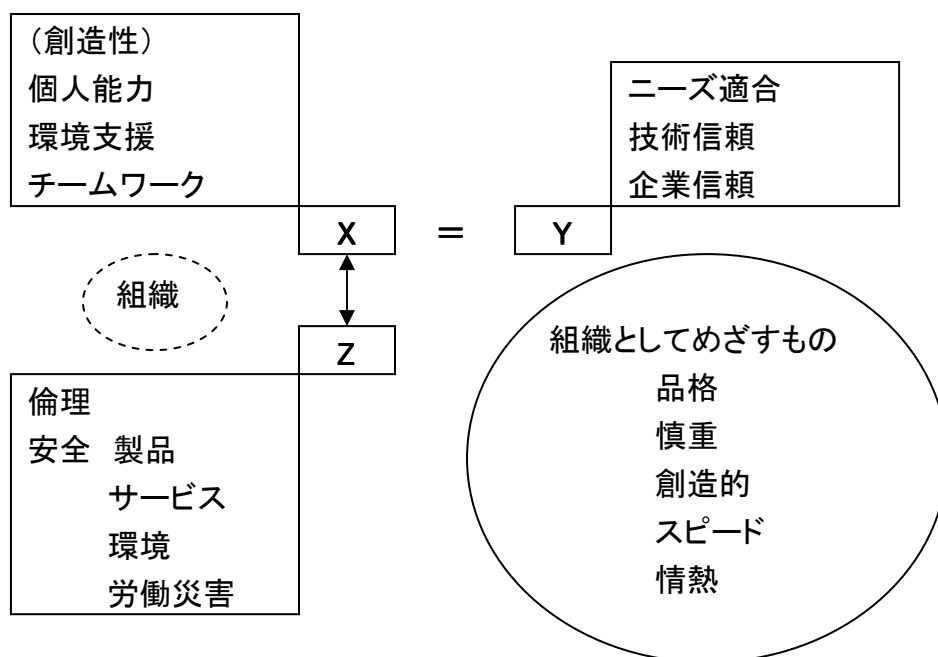 （創造性）
個人能力
環境支援
チームワーク
ニーズ適合
技術信頼
企業信頼
X = Y
組織
Z
倫理
安全 製品
サービス
環境
労働災害
組織としてめざすもの
品格
慎重
創造的
スピード
情熱